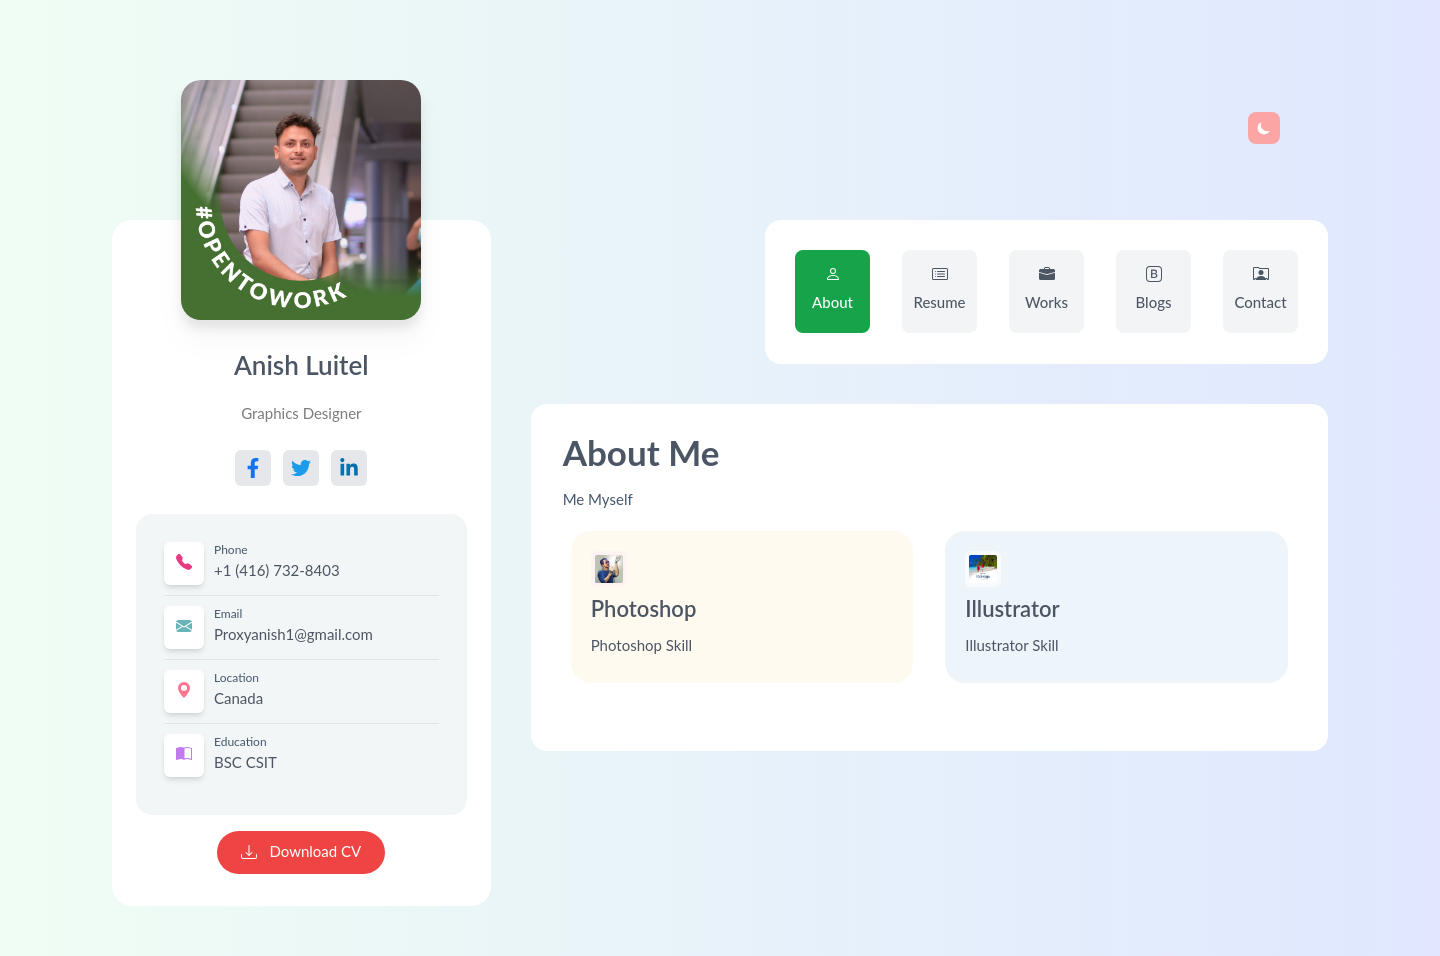 #OPENTOWORK
Anish Luitel
Graphics Designer
Phone
+1 (416) 732-8403
Email
Proxyanish1@gmail.com
Location
Canada
Education
BSC CSIT
Download CV
About
Resume
Works
Blogs
Contact
About Me
Me Myself
Photoshop
Photoshop Skill
Illustrator
Illustrator Skill